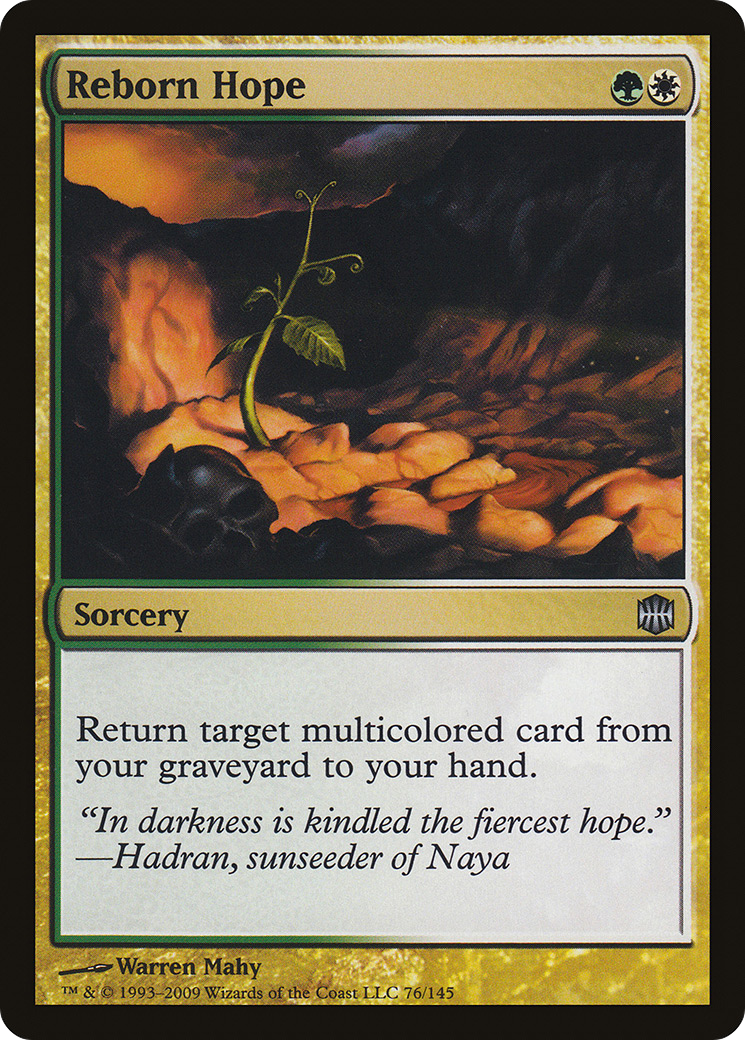 Reborn Hope
Sorcery
Return target multicolored card from
your graveyard to your hand.
“In darkness is kindled the fiercest hope.”
—Hadran, sunseeder of Naya
Warren Mahy
™ & © 1993–2009 Wizards of the Coast LLC 76/145